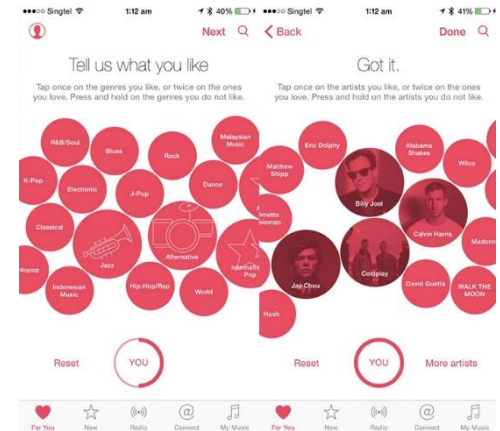 Singtel 1:12 am 40%
Next
Tell us what you like
Tap once on the genres you like, or twice on the ones
you love. Press and hold on the genres you do not like.
R&B/Soul
Blues
Rock
Malaysian
Music
K-Pop
Electronic
J-Pop
Dance
Classical
Jazz
Alternative
Pop
Indonesian
Music
Hip-Hop/Rap
World
Reset
YOU
For You
New
Radio
Connect
My Music
Singtel 1:12 am 41%
Back
Done
Got it.
Tap once on the artists you like, or twice on the ones
you love. Press and hold on the artists you do not like.
Eric Dolphy
Alabama
Shakes
Matthew
Shipp
Billy Joel
Wilco
Calvin Harris
Jay Chou
Coldplay
David Guetta
WALK THE
MOON
Hush
Reset
YOU
More artists
For You
New
Radio
Connect
My Music